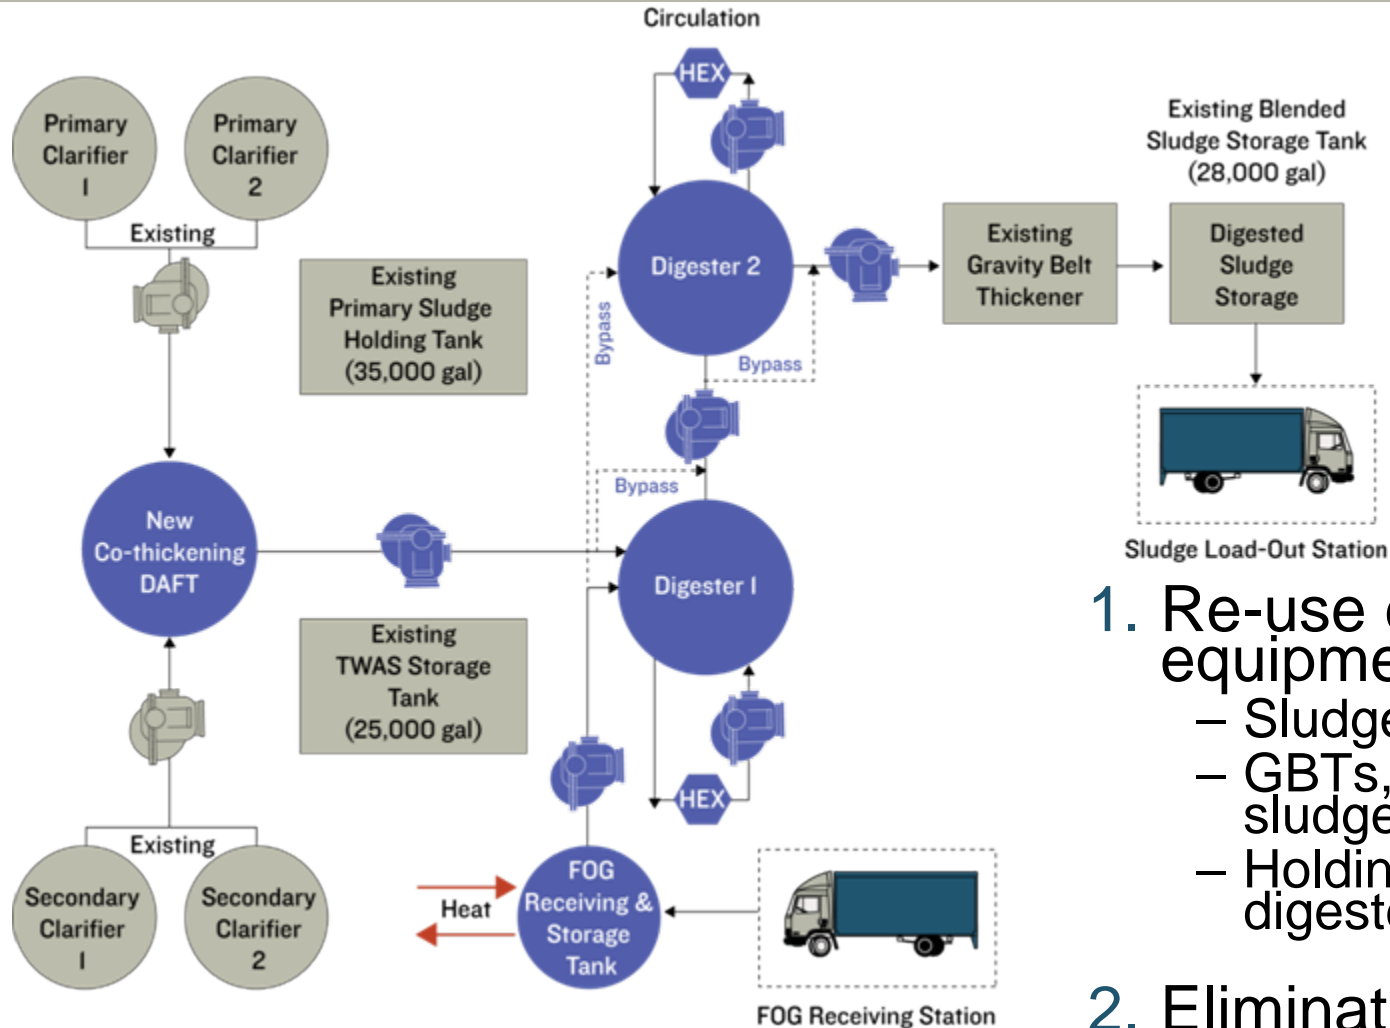 Circulation
HEX
Primary
Clarifier
1
Primary
Clarifier
2
Existing
Existing
Primary Sludge
Holding Tank
(35,000 gal)
Existing Blended
Sludge Storage Tank
(28,000 gal)
Digester 2
Existing
Gravity Belt
Thickener
Digested
Sludge
Storage
Bypass
Bypass
Bypass
Sludge Load-Out Station
New
Co-thickening
DAFT
Digester 1
Existing
TWAS Storage
Tank
(25,000 gal)
HEX
Existing
Secondary
Clarifier
1
Secondary
Clarifier
2
Heat
FOG
Receiving &
Storage
Tank
FOG Receiving Station
1. Re-use
equipme
– Sludge
– GBTs,
sludge
– Holdin
digeste
2. Eliminat